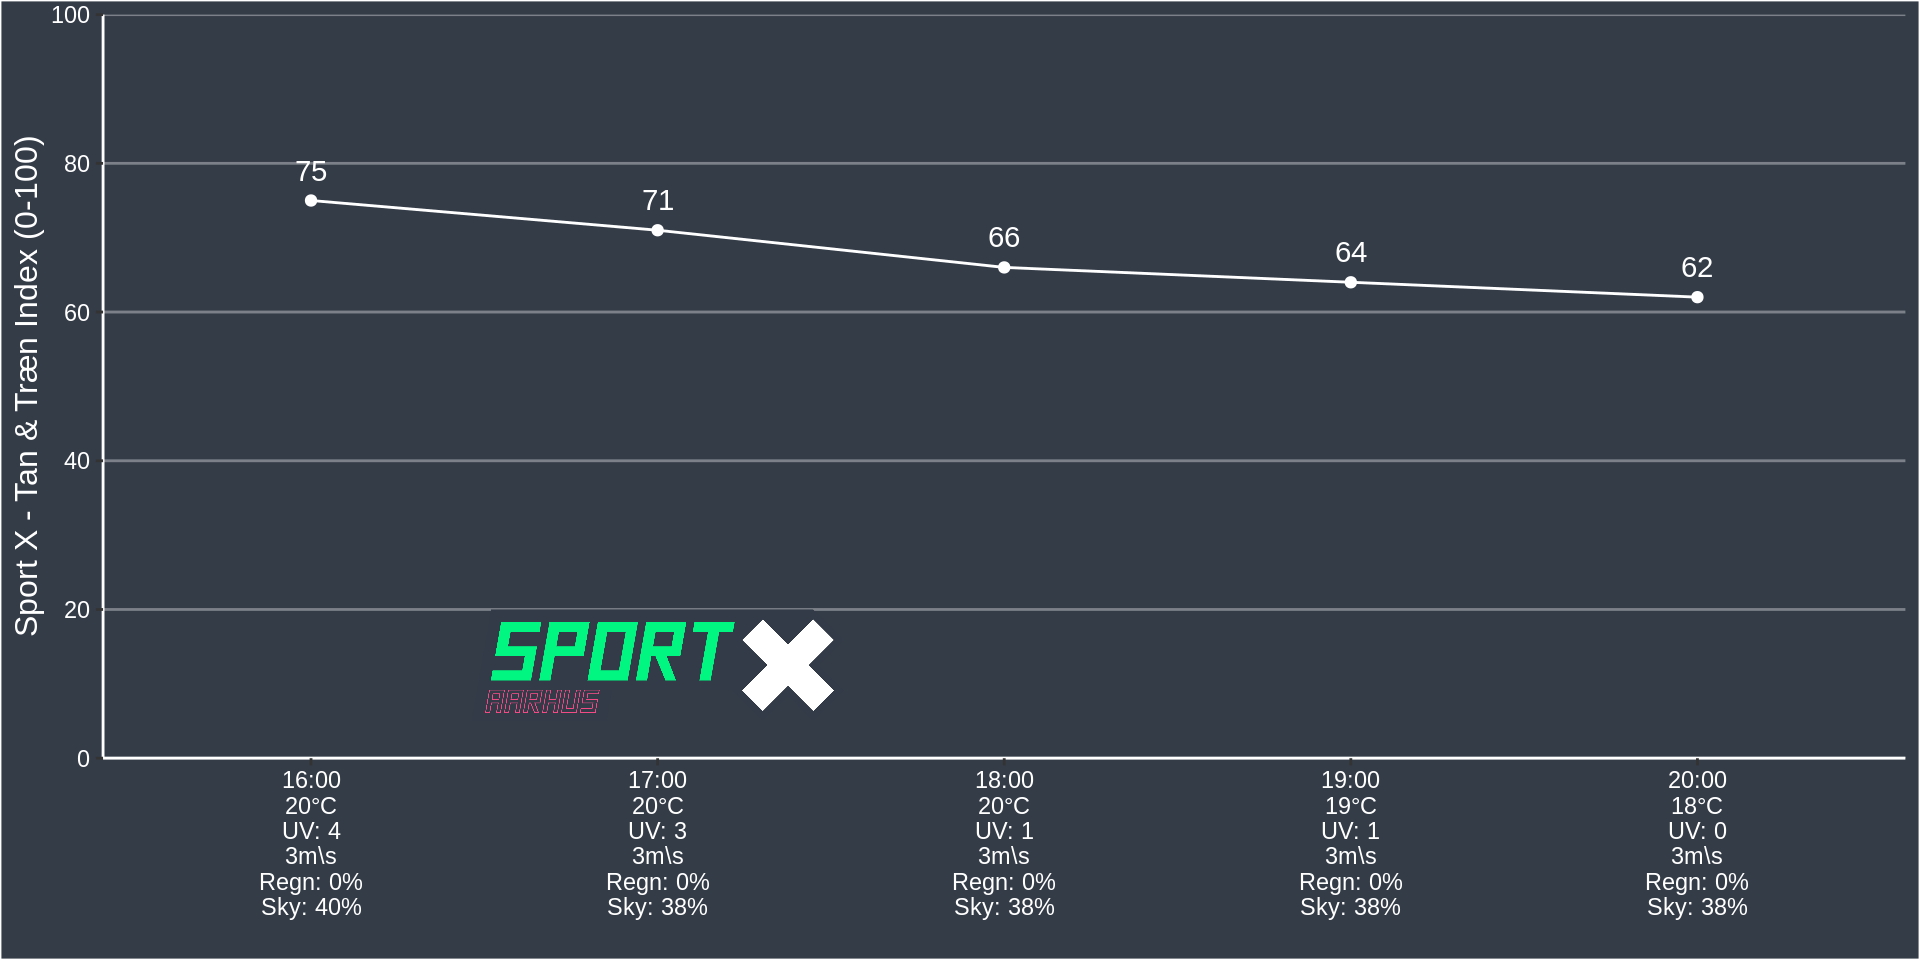 Sport X - Tan & Træn Index (0-100)
100
80
60
40
20
0
75
71
66
64
62
SPORT X
AARHUS
16:00
20°C
UV: 4
3m\s
Regn: 0%
Sky: 40%
17:00
20°C
UV: 3
3m\s
Regn: 0%
Sky: 38%
18:00
20°C
UV: 1
3m\s
Regn: 0%
Sky: 38%
19:00
19°C
UV: 1
3m\s
Regn: 0%
Sky: 38%
20:00
18°C
UV: 0
3m\s
Regn: 0%
Sky: 38%